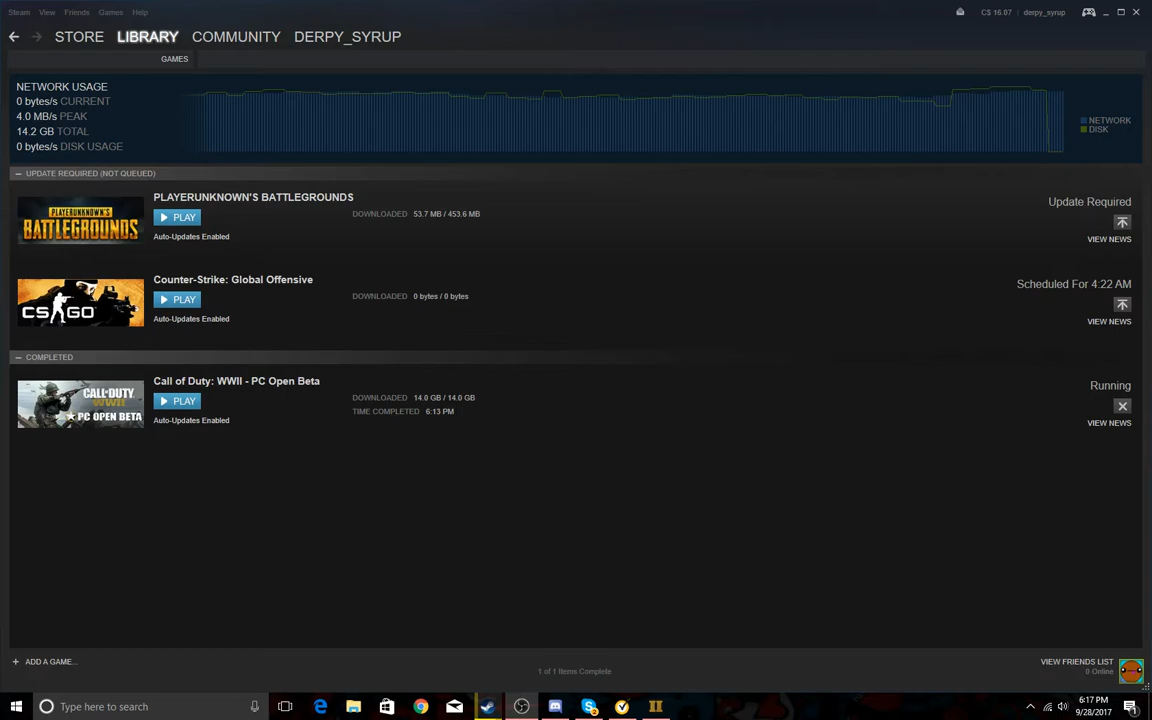 Steam View Friends Games Help
C$ 16.07 derpy_syrup
STORE LIBRARY COMMUNITY DERPY_SYRUP
GAMES
NETWORK USAGE
0 bytes/s CURRENT
4.0 MB/s PEAK
14.2 GB TOTAL
0 bytes/s DISK USAGE
NETWORK
DISK
UPDATE REQUIRED (NOT QUEUED)
PLAYERUNKNOWN'S BATTLEGROUNDS
PLAYERUNKNOWN'S
BATTLEGROUNDS
PLAY
DOWNLOADED 53.7 MB / 453.6 MB
Auto-Updates Enabled
Update Required
VIEW NEWS
Counter-Strike: Global Offensive
CS GO
PLAY
DOWNLOADED 0 bytes / 0 bytes
Auto-Updates Enabled
Scheduled For 4:22 AM
VIEW NEWS
COMPLETED
Call of Duty: WWII - PC Open Beta
CALL OF DUTY
WWII
PC OPEN BETA
PLAY
DOWNLOADED 14.0 GB / 14.0 GB
TIME COMPLETED 6:13 PM
Auto-Updates Enabled
Running
VIEW NEWS
+ ADD A GAME...
1 of 1 Items Complete
VIEW FRIENDS LIST
0 Online
Type here to search
6:17 PM
9/28/2017